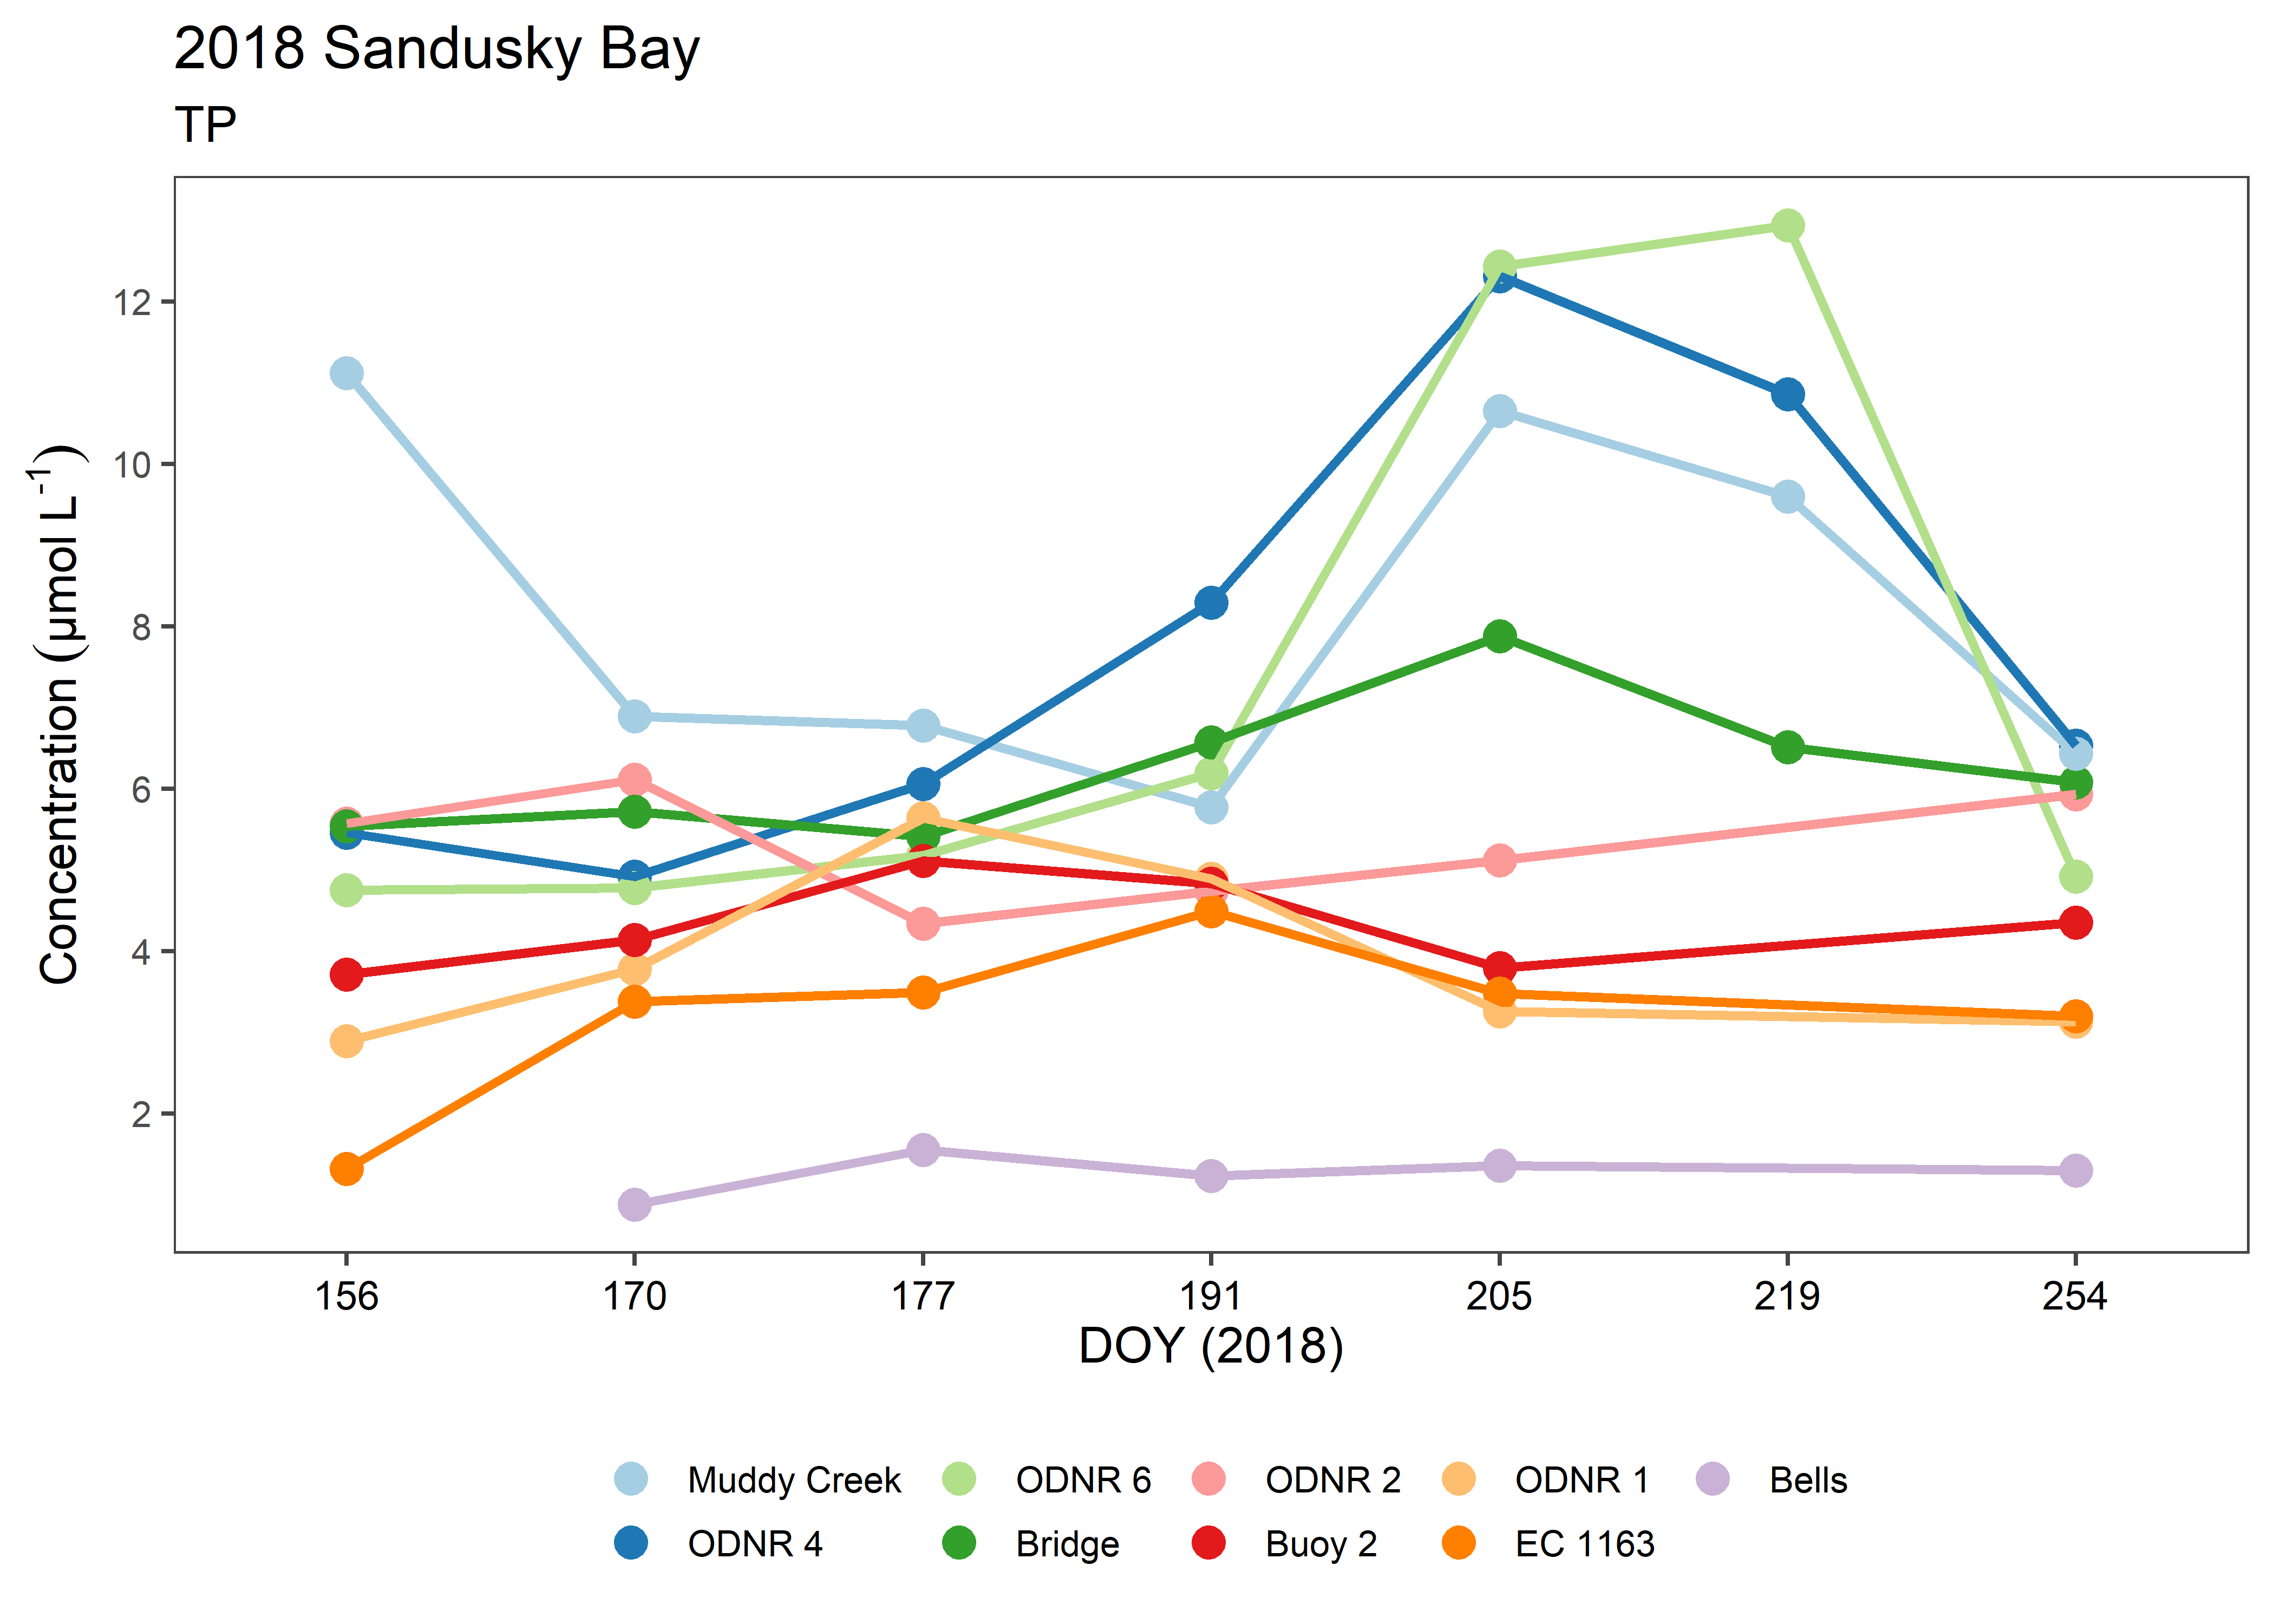 2018 Sandusky Bay
TP
Concentration (µmol L⁻¹)
12
10
8
6
4
2
156 170 177 191 205 219 254
DOY (2018)
Muddy Creek ODNR 6 ODNR 2 ODNR 1 Bells
ODNR 4 Bridge Buoy 2 EC 1163